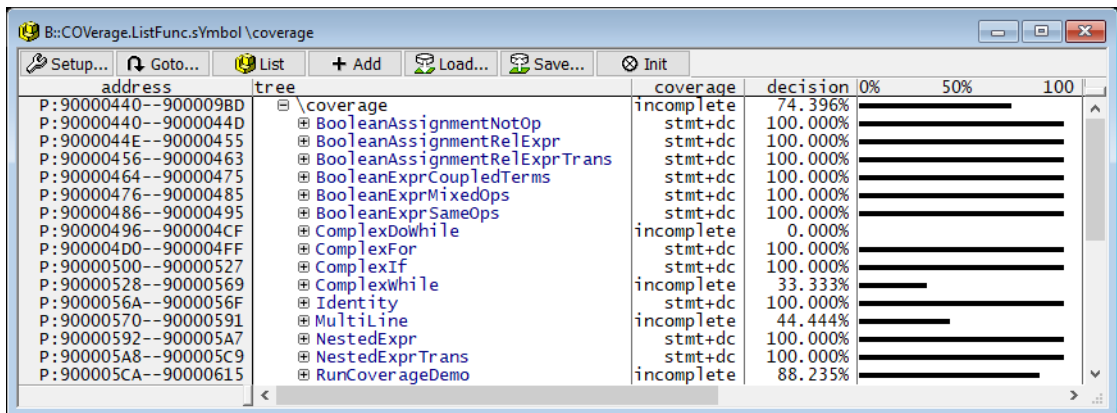 B::COVerage.ListFunc.sYmbol \coverage
Setup... Goto... List Add Load... Save... Init
address tree coverage decision 0% 50% 100
P:90000440--900009BD \coverage incomplete 74.396%
P:90000440--9000044D BooleanAssignmentNotOp stmt+dc 100.000%
P:9000044E--90000455 BooleanAssignmentRelExpr stmt+dc 100.000%
P:90000456--90000463 BooleanAssignmentRelExprTrans stmt+dc 100.000%
P:90000464--90000475 BooleanExprCoupledTerms stmt+dc 100.000%
P:90000476--90000485 BooleanExprMixedOps stmt+dc 100.000%
P:90000486--90000495 BooleanExprSameOps stmt+dc 100.000%
P:90000496--900004CF ComplexDoWhile incomplete 0.000%
P:900004D0--900004FF ComplexFor stmt+dc 100.000%
P:90000500--90000527 ComplexIf stmt+dc 100.000%
P:90000528--90000569 ComplexWhile incomplete 33.333%
P:9000056A--9000056F Identity stmt+dc 100.000%
P:90000570--90000591 MultiLine incomplete 44.444%
P:90000592--900005A7 NestedExpr stmt+dc 100.000%
P:900005A8--900005C9 NestedExprTrans stmt+dc 100.000%
P:900005CA--90000615 RunCoverageDemo incomplete 88.235%